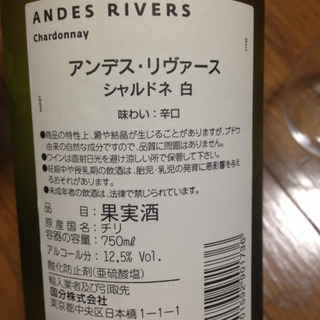 ANDES RIVERS
Chardonnay
アンデス・リヴァース
シャルドネ 白
味わい：辛口
●商品の特性上、澱や結晶が生じることがありますが、ブドウ
由来の自然な成分ですので、品質に問題はありません。
●ワインは直射日光を避け涼しい所で保管して下さい。
●妊娠中や授乳期の飲酒は、胎児・乳児の発育に悪影響を与え
るおそれがあります。
●未成年者の飲酒は、法律で禁じられています。
品目：果実酒
原産国名：チリ
容器の容量：750ml
アルコール分：12.5% Vol.
酸化防止剤(亜硫酸塩)
輸入業者及び引取先
国分株式会社
東京都中央区日本橋1-1-1